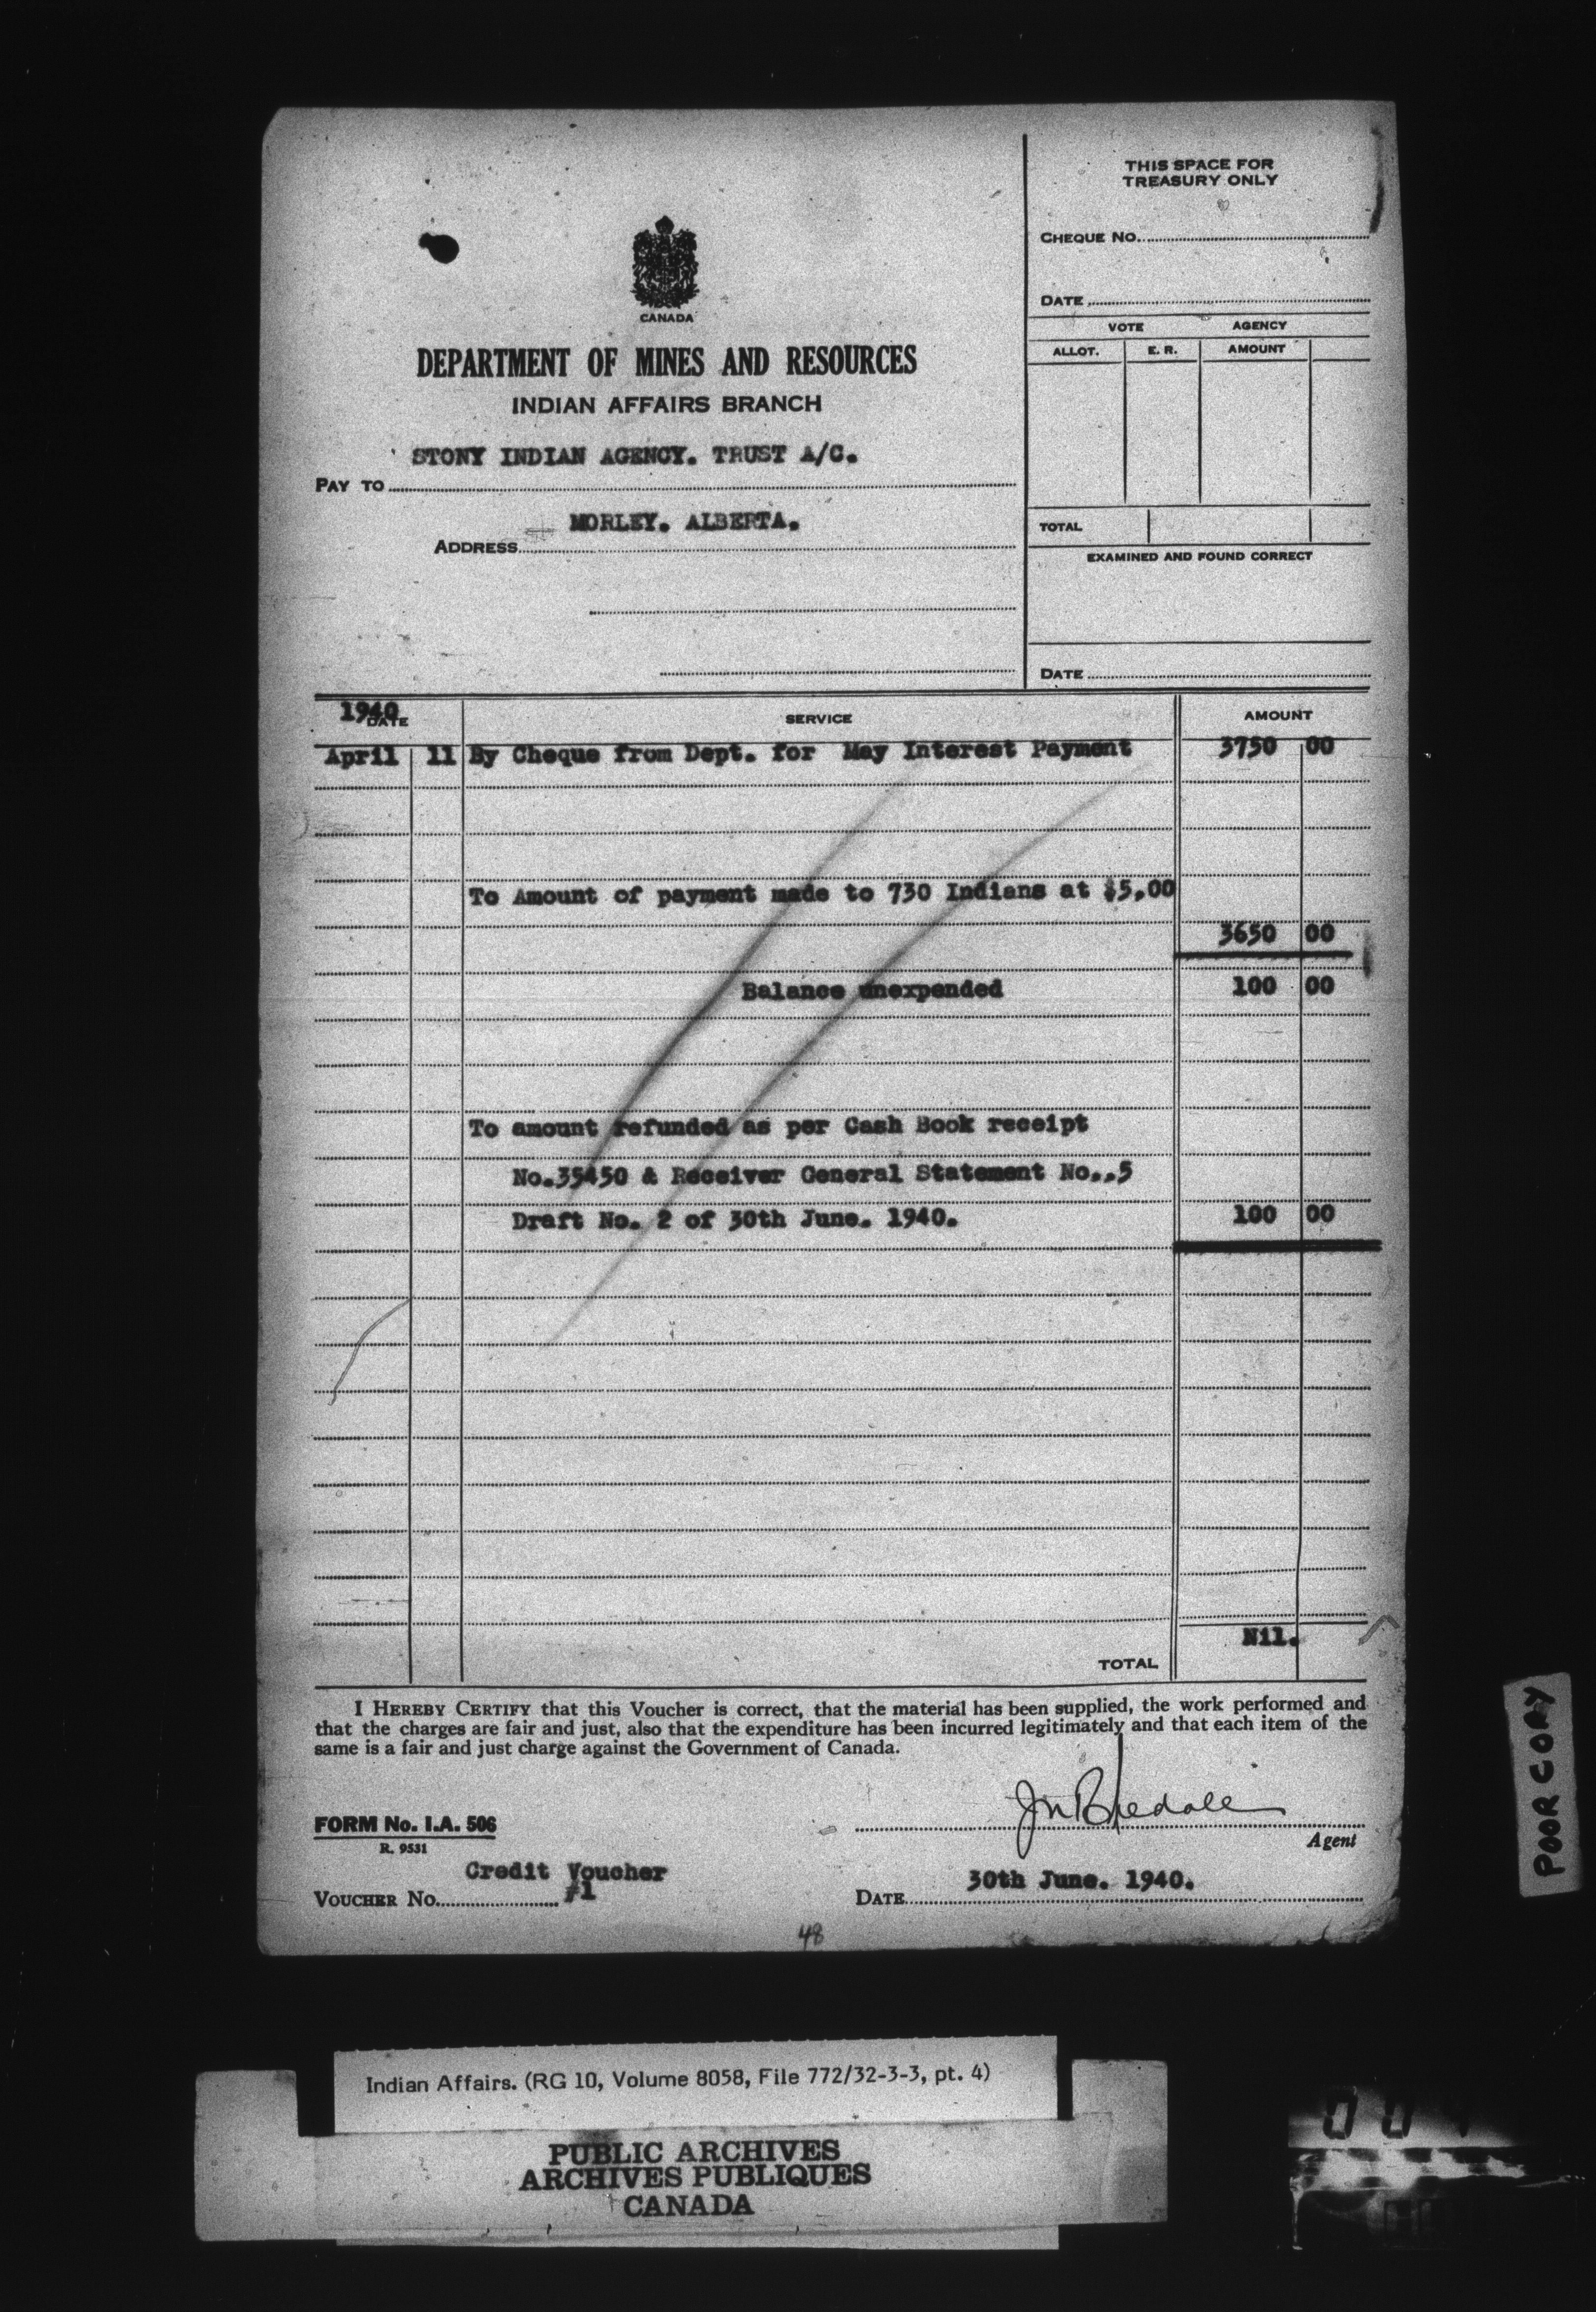 THIS SPACE FOR
TREASURY ONLY
CHEQUE NO.
DATE
VOTE AGENCY
ALLOT. E. R. AMOUNT
TOTAL
EXAMINED AND FOUND CORRECT
DATE
CANADA
DEPARTMENT OF MINES AND RESOURCES
INDIAN AFFAIRS BRANCH
STONY INDIAN AGENCY. TRUST A/C.
PAY TO
MORLEY. ALBERTA.
ADDRESS
1940
DATE SERVICE AMOUNT
April 11 By Cheque from Dept. for May Interest Payment 3750 00
To Amount of payment made to 730 Indians at $5,00
3650 00
Balance unexpended 100 00
To amount refunded as per Cash Book receipt
No.35450 & Receiver General Statement No.,5
Draft No. 2 of 30th June. 1940. 100 00
Nil.
TOTAL
I HEREBY CERTIFY that this Voucher is correct, that the material has been supplied, the work performed and
that the charges are fair and just, also that the expenditure has been incurred legitimately and that each item of the
same is a fair and just charge against the Government of Canada.
FORM No. I.A. 506
R. 9531
Agent
Credit Voucher
VOUCHER No. #1
30th June. 1940.
DATE
48
POOR COPY
Indian Affairs. (RG 10, Volume 8058, File 772/32-3-3, pt. 4)
PUBLIC ARCHIVES
ARCHIVES PUBLIQUES
CANADA